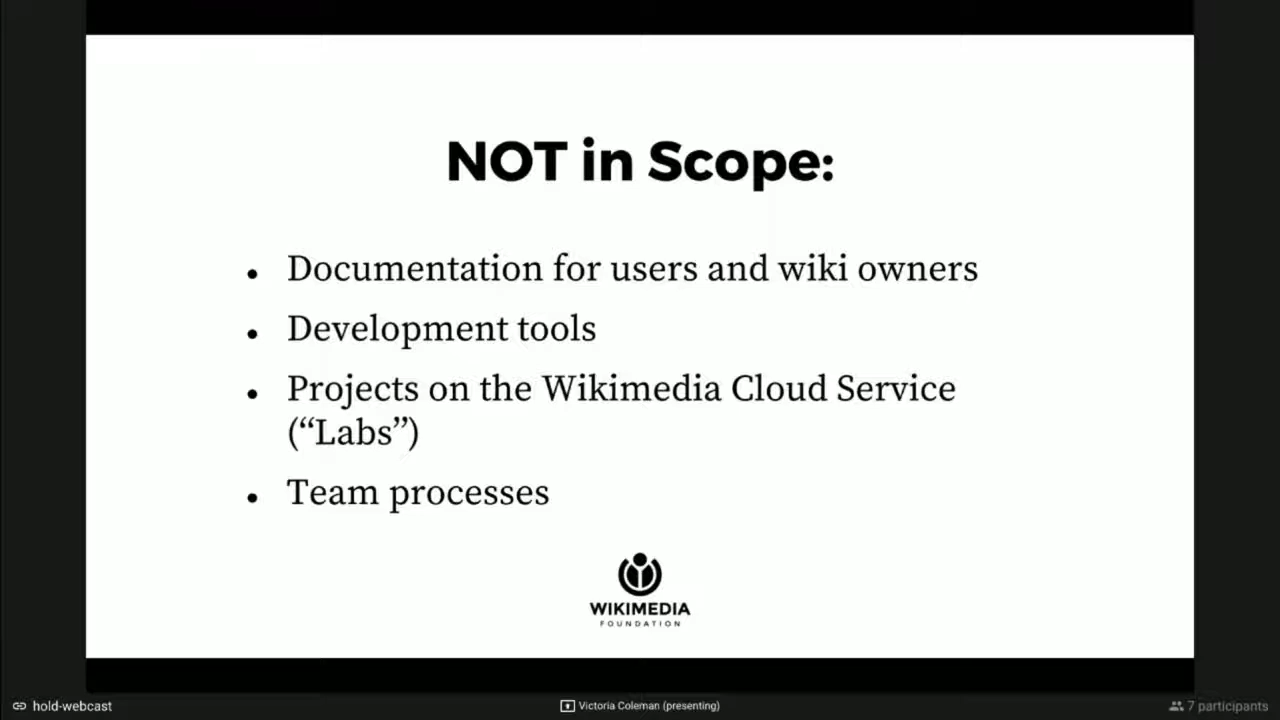 NOT in Scope:
• Documentation for users and wiki owners
• Development tools
• Projects on the Wikimedia Cloud Service
(“Labs”)
• Team processes
WIKIMEDIA
FOUNDATION
hold-webcast
Victoria Coleman (presenting)
7 participants